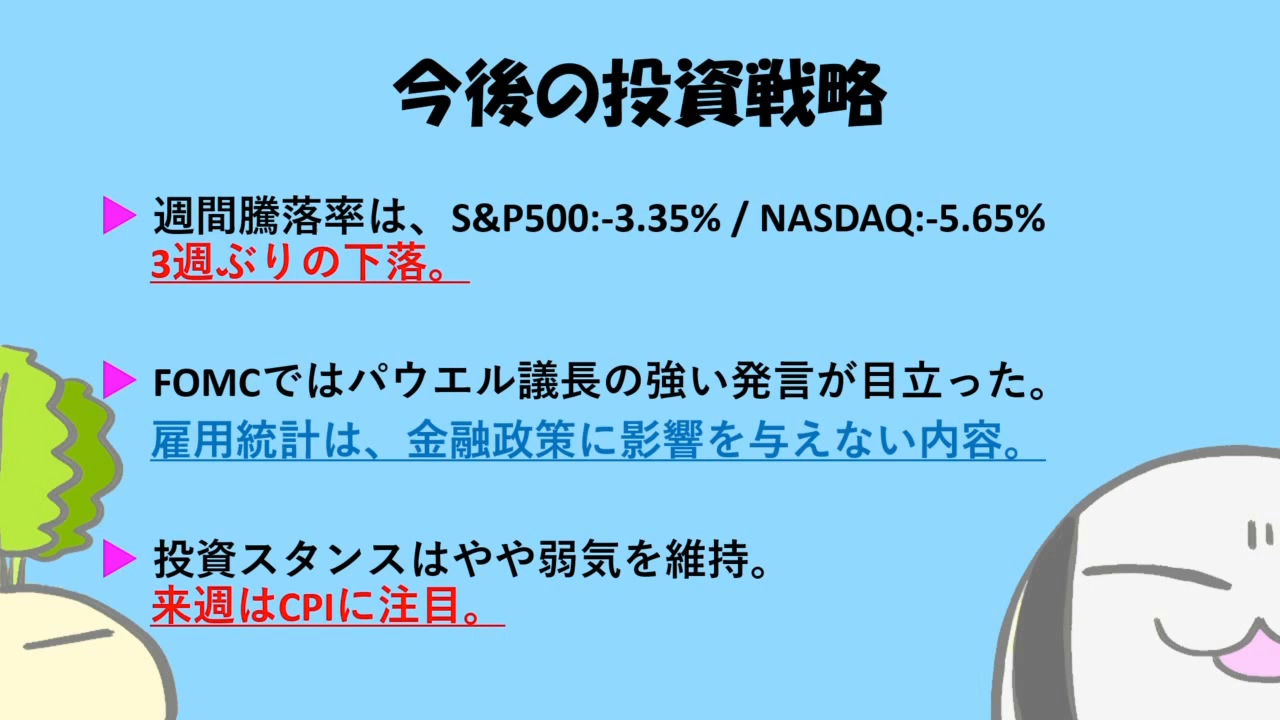 今後の投資戦略
週間騰落率は、S&P500:-3.35% / NASDAQ:-5.65%
3週ぶりの下落。
FOMCではパウエル議長の強い発言が目立った。
雇用統計は、金融政策に影響を与えない内容。
投資スタンスはやや弱気を維持。
来週はCPIに注目。